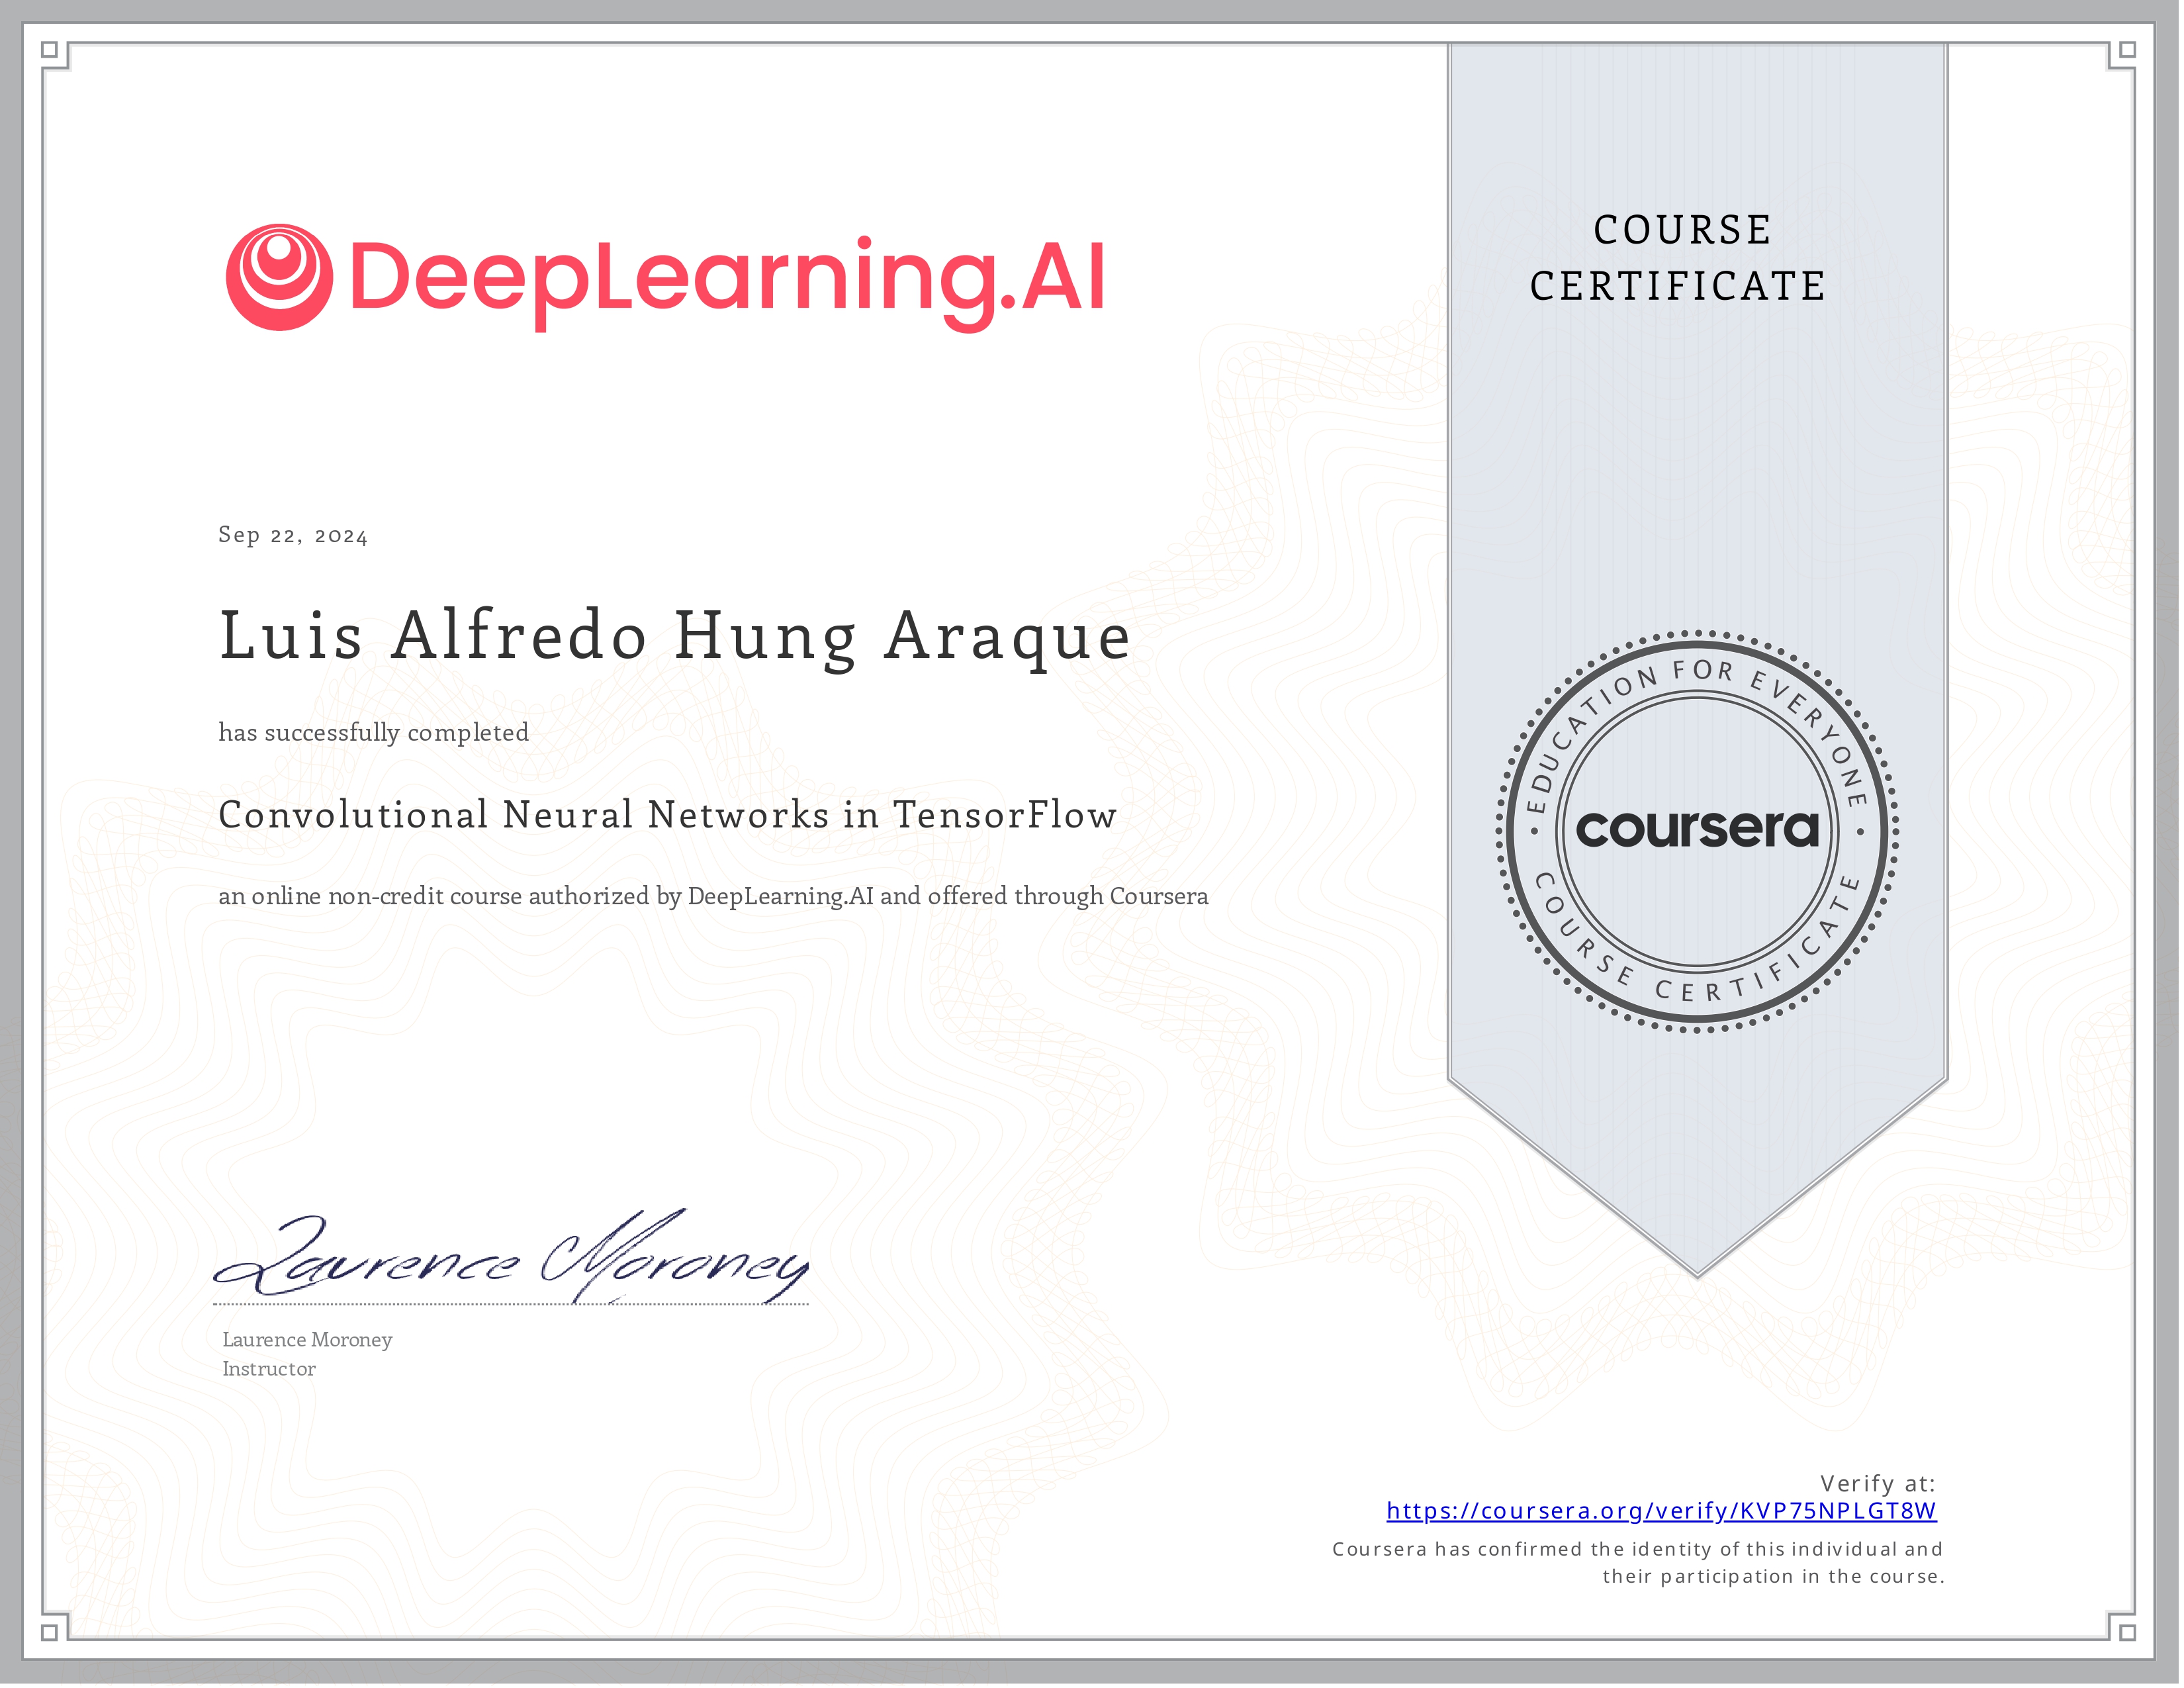 DeepLearning.AI
COURSE
CERTIFICATE
Sep 22, 2024
Luis Alfredo Hung Araque
has successfully completed
Convolutional Neural Networks in TensorFlow
an online non-credit course authorized by DeepLearning.AI and offered through Coursera
EDUCATION FOR EVERYONE
coursera
COURSE CERTIFICATE
Laurence Moroney
Laurence Moroney
Instructor
Verify at:
https://coursera.org/verify/KVP75NPLGT8W
Coursera has confirmed the identity of this individual and
their participation in the course.